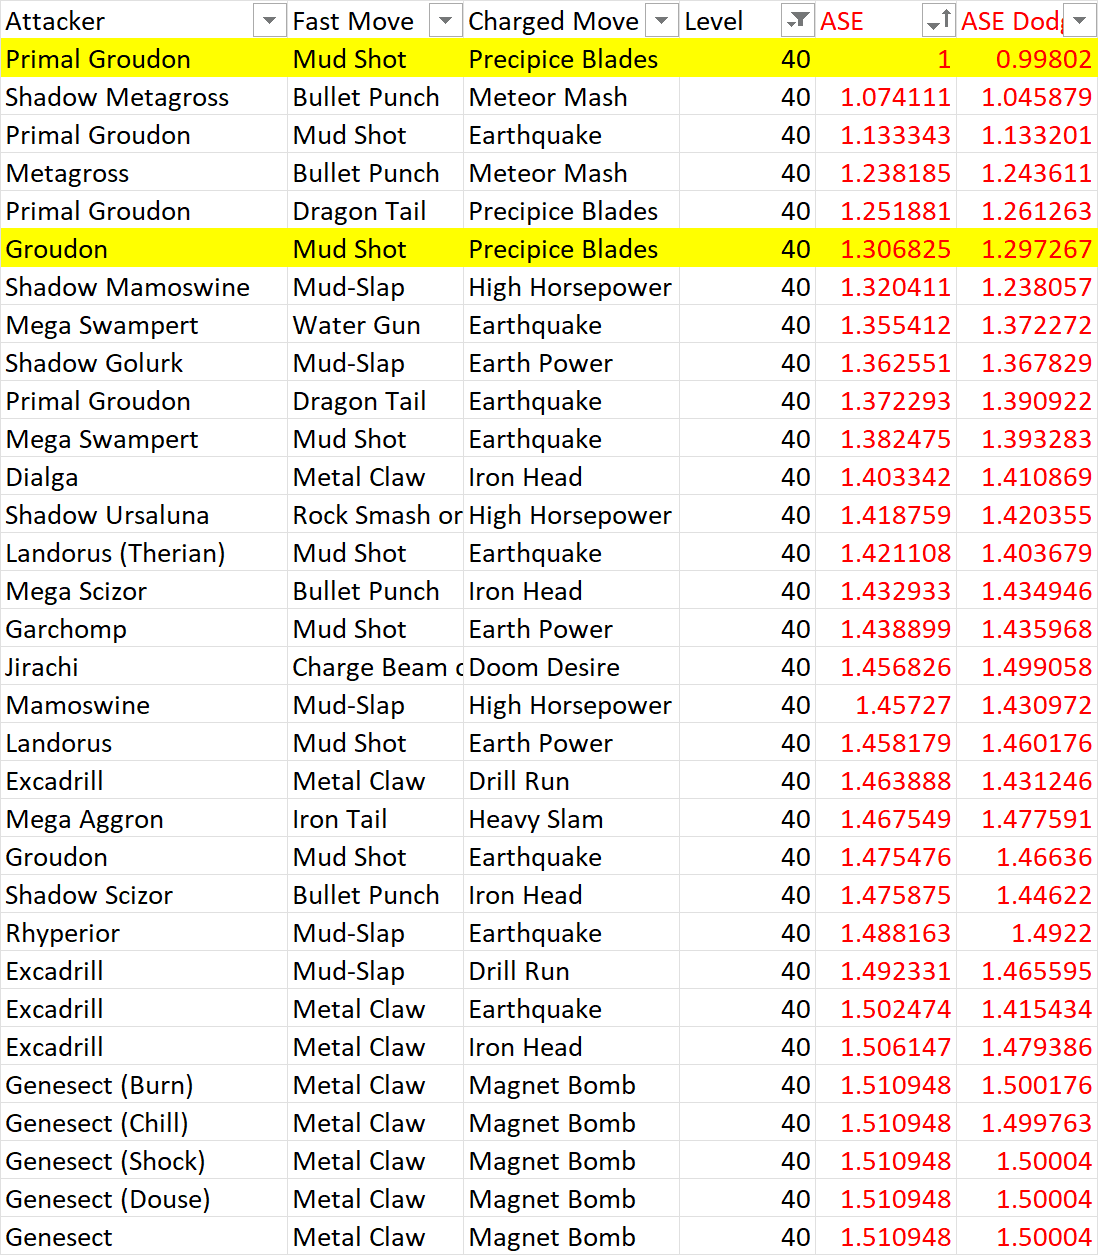 Attacker Fast Move Charged Move Level ASE ASE Dodg
Primal Groudon Mud Shot Precipice Blades 40 1 0.99802
Shadow Metagross Bullet Punch Meteor Mash 40 1.074111 1.045879
Primal Groudon Mud Shot Earthquake 40 1.133343 1.133201
Metagross Bullet Punch Meteor Mash 40 1.238185 1.243611
Primal Groudon Dragon Tail Precipice Blades 40 1.251881 1.261263
Groudon Mud Shot Precipice Blades 40 1.306825 1.297267
Shadow Mamoswine Mud-Slap High Horsepower 40 1.320411 1.238057
Mega Swampert Water Gun Earthquake 40 1.355412 1.372272
Shadow Golurk Mud-Slap Earth Power 40 1.362551 1.367829
Primal Groudon Dragon Tail Earthquake 40 1.372293 1.390922
Mega Swampert Mud Shot Earthquake 40 1.382475 1.393283
Dialga Metal Claw Iron Head 40 1.403342 1.410869
Shadow Ursaluna Rock Smash or High Horsepower 40 1.418759 1.420355
Landorus (Therian) Mud Shot Earthquake 40 1.421108 1.403679
Mega Scizor Bullet Punch Iron Head 40 1.432933 1.434946
Garchomp Mud Shot Earth Power 40 1.438899 1.435968
Jirachi Charge Beam o Doom Desire 40 1.456826 1.499058
Mamoswine Mud-Slap High Horsepower 40 1.45727 1.430972
Landorus Mud Shot Earth Power 40 1.458179 1.460176
Excadrill Metal Claw Drill Run 40 1.463888 1.431246
Mega Aggron Iron Tail Heavy Slam 40 1.467549 1.477591
Groudon Mud Shot Earthquake 40 1.475476 1.46636
Shadow Scizor Bullet Punch Iron Head 40 1.475875 1.44622
Rhyperior Mud-Slap Earthquake 40 1.488163 1.4922
Excadrill Mud-Slap Drill Run 40 1.492331 1.465595
Excadrill Metal Claw Earthquake 40 1.502474 1.415434
Excadrill Metal Claw Iron Head 40 1.506147 1.479386
Genesect (Burn) Metal Claw Magnet Bomb 40 1.510948 1.500176
Genesect (Chill) Metal Claw Magnet Bomb 40 1.510948 1.499763
Genesect (Shock) Metal Claw Magnet Bomb 40 1.510948 1.50004
Genesect (Douse) Metal Claw Magnet Bomb 40 1.510948 1.50004
Genesect Metal Claw Magnet Bomb 40 1.510948 1.50004